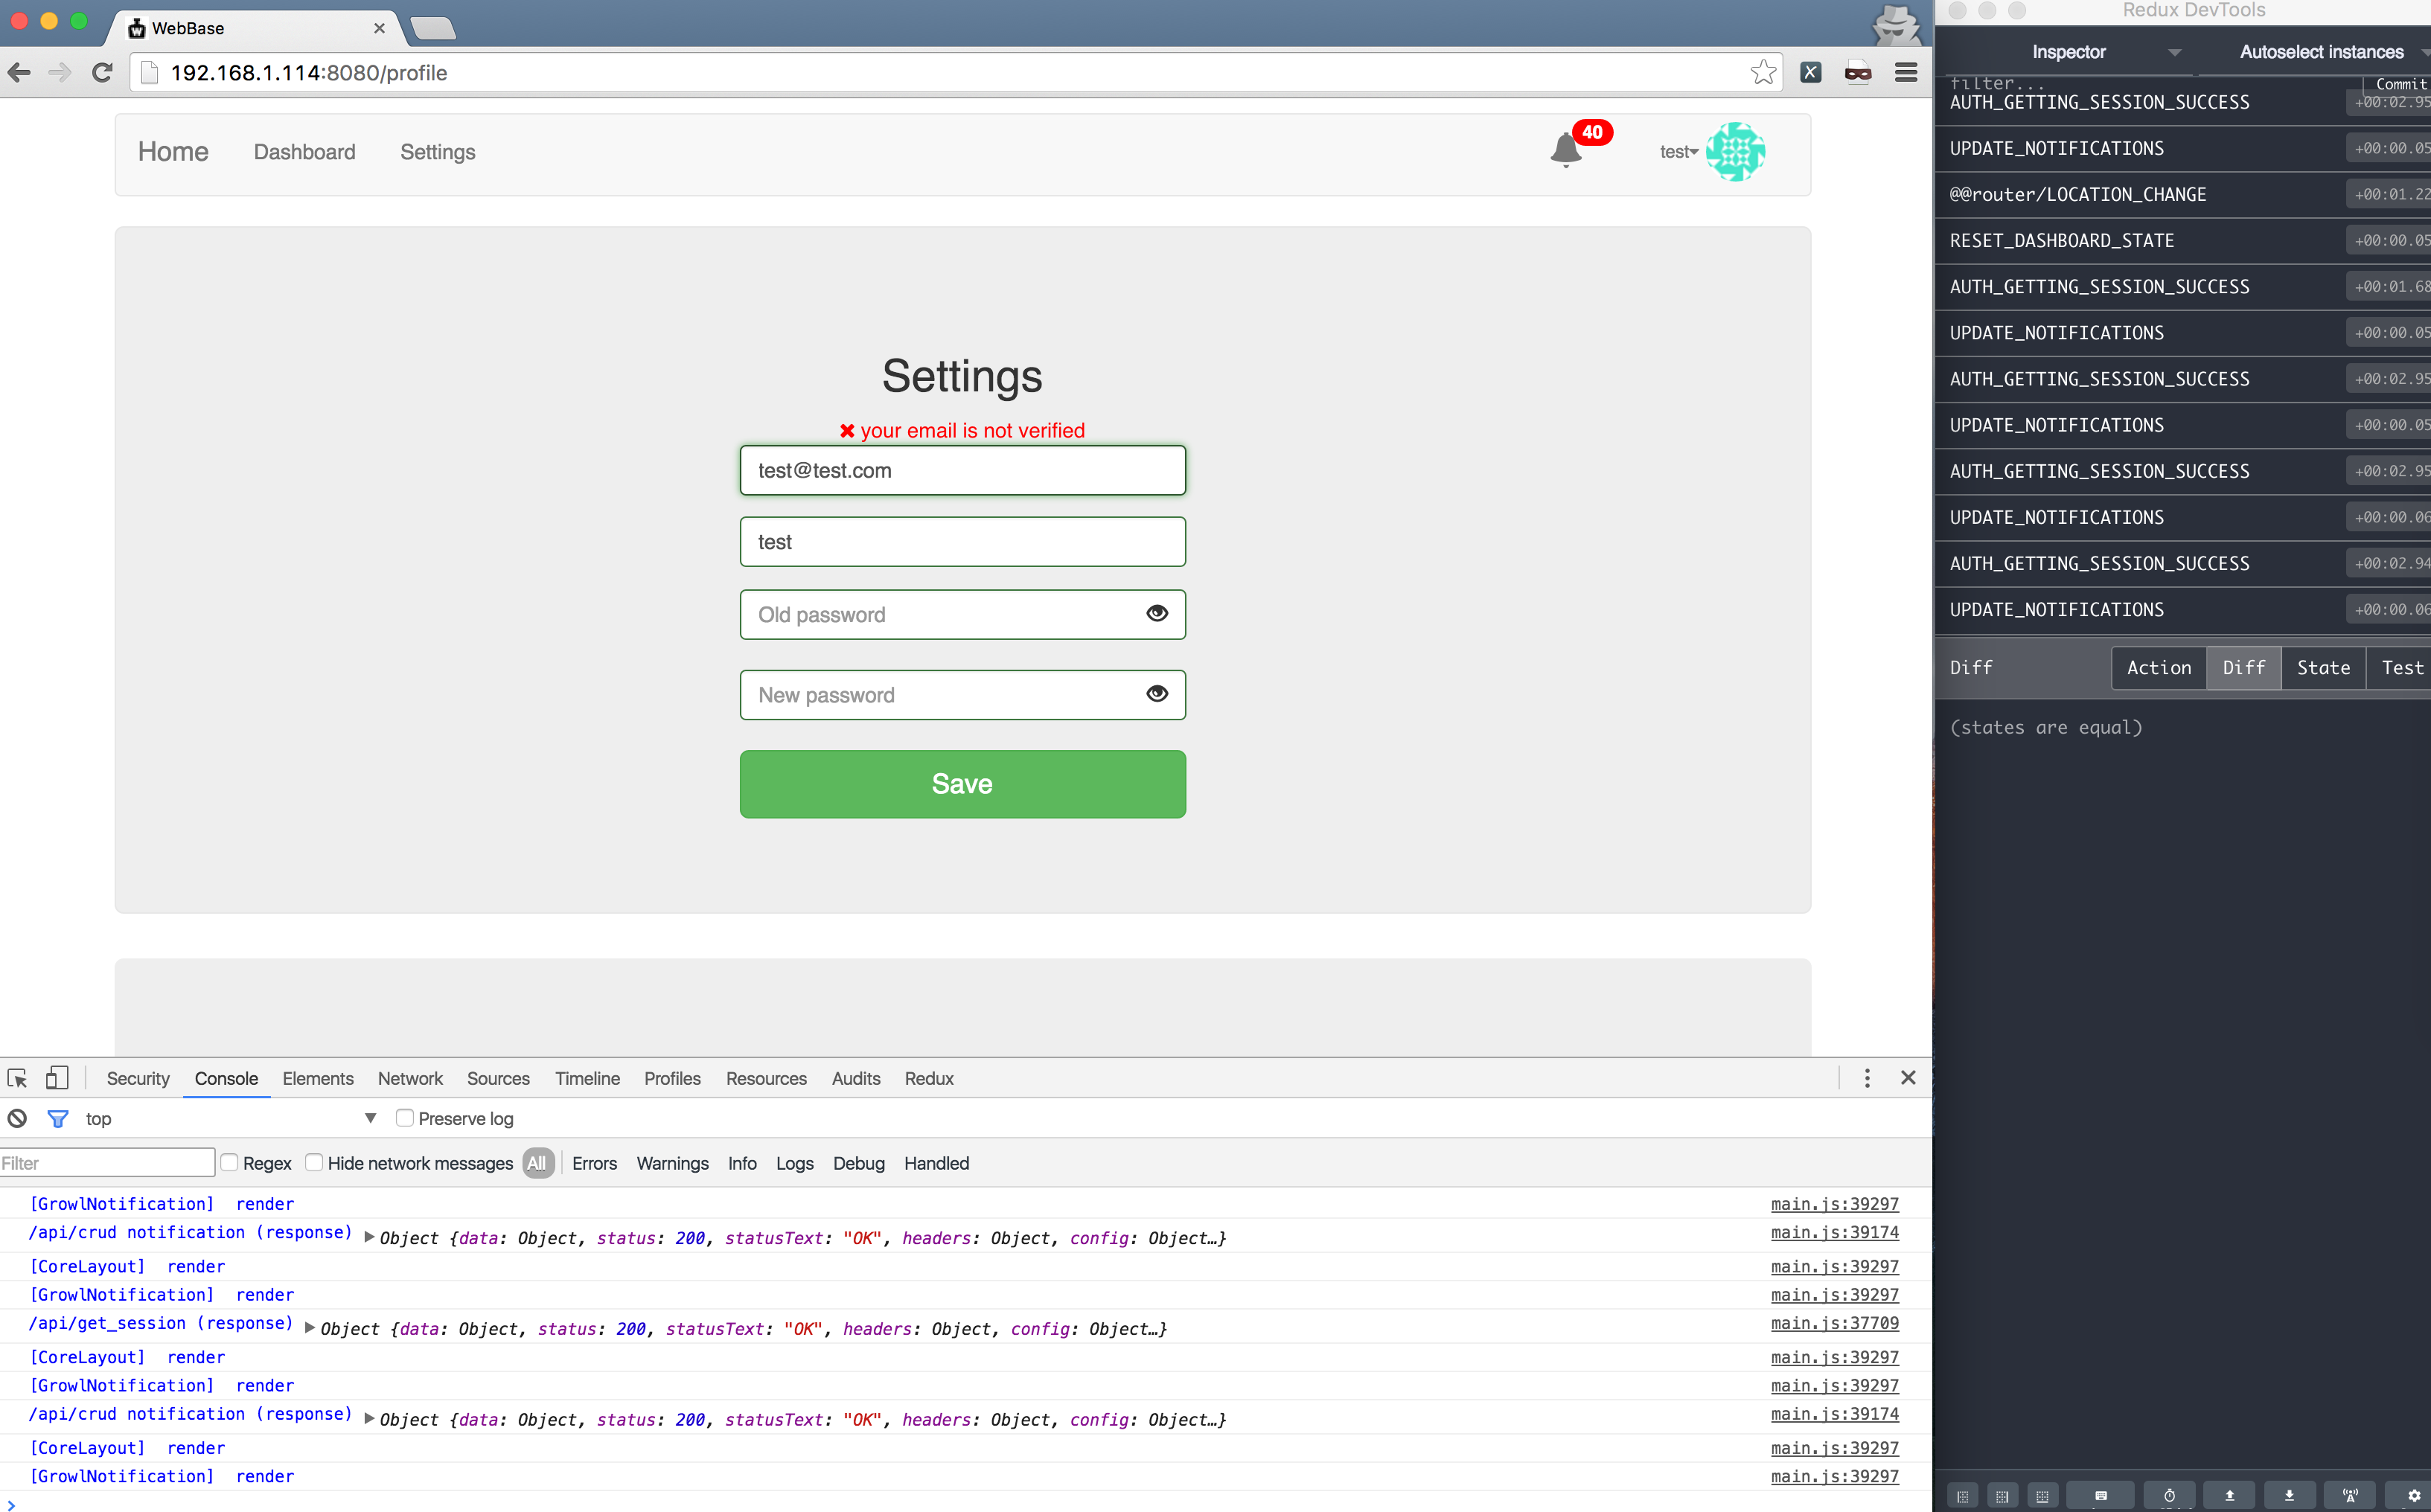 WebBase
192.168.1.114:8080/profile
Home Dashboard Settings 40 test
Settings
your email is not verified
test@test.com
test
Old password
New password
Save
Security Console Elements Network Sources Timeline Profiles Resources Audits Redux
top Preserve log
Filter Regex Hide network messages All Errors Warnings Info Logs Debug Handled
[GrowlNotification] render main.js:39297
/api/crud notification (response) Object {data: Object, status: 200, statusText: "OK", headers: Object, config: Object…} main.js:39174
[CoreLayout] render main.js:39297
[GrowlNotification] render main.js:39297
/api/get_session (response) Object {data: Object, status: 200, statusText: "OK", headers: Object, config: Object…} main.js:37709
[CoreLayout] render main.js:39297
[GrowlNotification] render main.js:39297
/api/crud notification (response) Object {data: Object, status: 200, statusText: "OK", headers: Object, config: Object…} main.js:39174
[CoreLayout] render main.js:39297
[GrowlNotification] render main.js:39297
Redux DevTools
Inspector Autoselect instances
filter... Commit
AUTH_GETTING_SESSION_SUCCESS +00:02.95
UPDATE_NOTIFICATIONS +00:00.05
@@router/LOCATION_CHANGE +00:01.22
RESET_DASHBOARD_STATE +00:00.05
AUTH_GETTING_SESSION_SUCCESS +00:01.68
UPDATE_NOTIFICATIONS +00:00.05
AUTH_GETTING_SESSION_SUCCESS +00:02.95
UPDATE_NOTIFICATIONS +00:00.05
AUTH_GETTING_SESSION_SUCCESS +00:02.95
UPDATE_NOTIFICATIONS +00:00.06
AUTH_GETTING_SESSION_SUCCESS +00:02.94
UPDATE_NOTIFICATIONS +00:00.06
Diff Action Diff State Test
(states are equal)